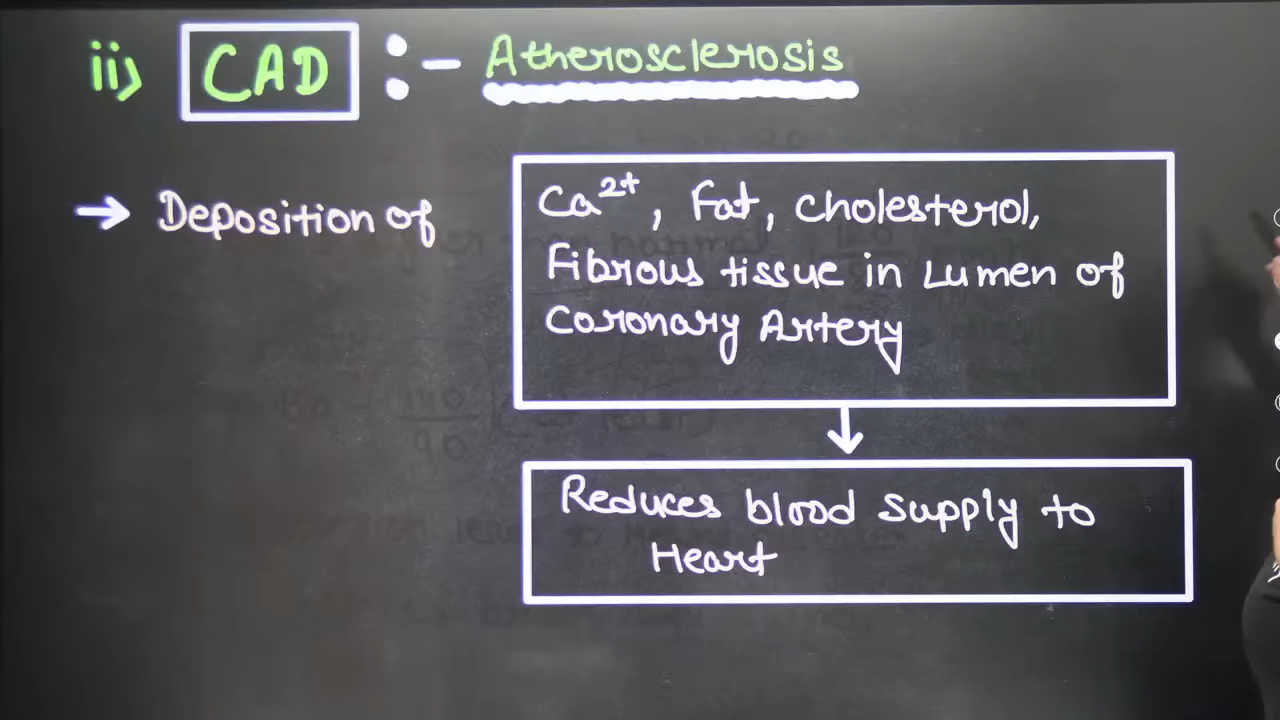 ii) CAD :- Atherosclerosis
→ Deposition of
Ca²⁺, Fat, Cholesterol,
Fibrous tissue in Lumen of
Coronary Artery
Reduces blood supply to
Heart